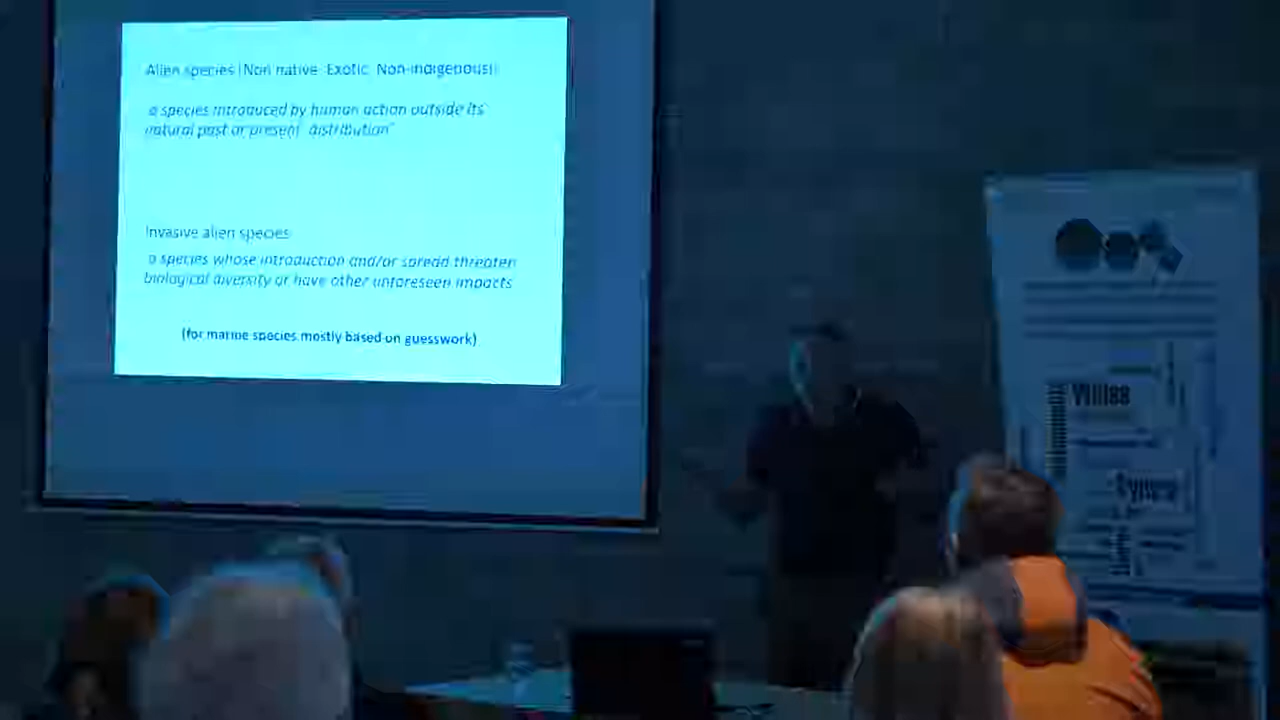 Alien species (Non native Exotic Non-indigenous)
a species introduced by human action outside its
natural past or present distribution"
Invasive alien species
a species whose introduction and/or spread threaten
biological diversity or have other unforeseen impacts
(for marine species mostly based on guesswork)